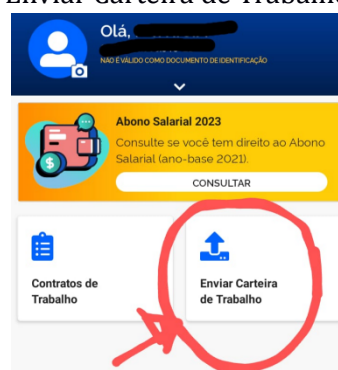 Enviar Carteira de Trabalho
Olá,
NÃO É VÁLIDO COMO DOCUMENTO DE IDENTIFICAÇÃO
Abono Salarial 2023
Consulte se você tem direito ao Abono
Salarial (ano-base 2021).
CONSULTAR
Contratos de
Trabalho
Enviar Carteira
de Trabalho